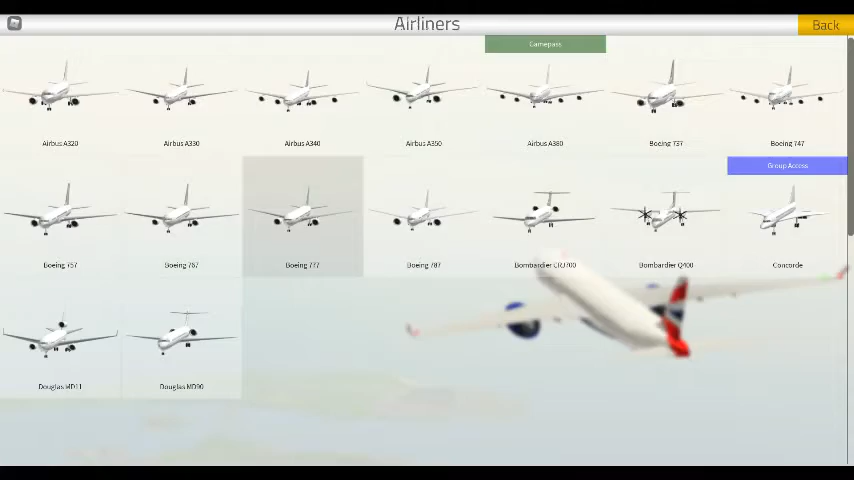 Airliners
Back
Gamepass
Airbus A320
Airbus A330
Airbus A340
Airbus A350
Airbus A380
Boeing 737
Boeing 747
Group Access
Boeing 757
Boeing 767
Boeing 777
Boeing 787
Bombardier CRJ700
Bombardier Q400
Concorde
Douglas MD11
Douglas MD90